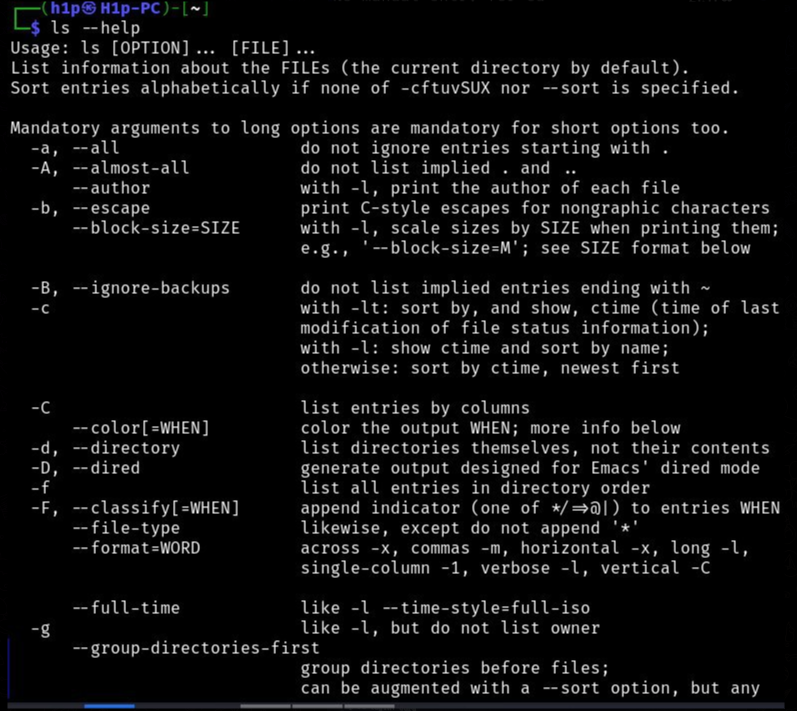 ┌──(h1p㉿H1p-PC)-[~]
└─$ ls --help
Usage: ls [OPTION]... [FILE]...
List information about the FILEs (the current directory by default).
Sort entries alphabetically if none of -cftuvSUX nor --sort is specified.

Mandatory arguments to long options are mandatory for short options too.
  -a, --all                  do not ignore entries starting with .
  -A, --almost-all           do not list implied . and ..
      --author               with -l, print the author of each file
  -b, --escape               print C-style escapes for nongraphic characters
      --block-size=SIZE      with -l, scale sizes by SIZE when printing them;
                             e.g., '--block-size=M'; see SIZE format below

  -B, --ignore-backups       do not list implied entries ending with ~
  -c                         with -lt: sort by, and show, ctime (time of last
                             modification of file status information);
                             with -l: show ctime and sort by name;
                             otherwise: sort by ctime, newest first

  -C                         list entries by columns
      --color[=WHEN]         color the output WHEN; more info below
  -d, --directory            list directories themselves, not their contents
  -D, --dired                generate output designed for Emacs' dired mode
  -f                         list all entries in directory order
  -F, --classify[=WHEN]      append indicator (one of */=>@|) to entries WHEN
      --file-type            likewise, except do not append '*'
      --format=WORD          across -x, commas -m, horizontal -x, long -l,
                             single-column -1, verbose -l, vertical -C

      --full-time            like -l --time-style=full-iso
  -g                         like -l, but do not list owner
      --group-directories-first
                             group directories before files;
                             can be augmented with a --sort option, but any